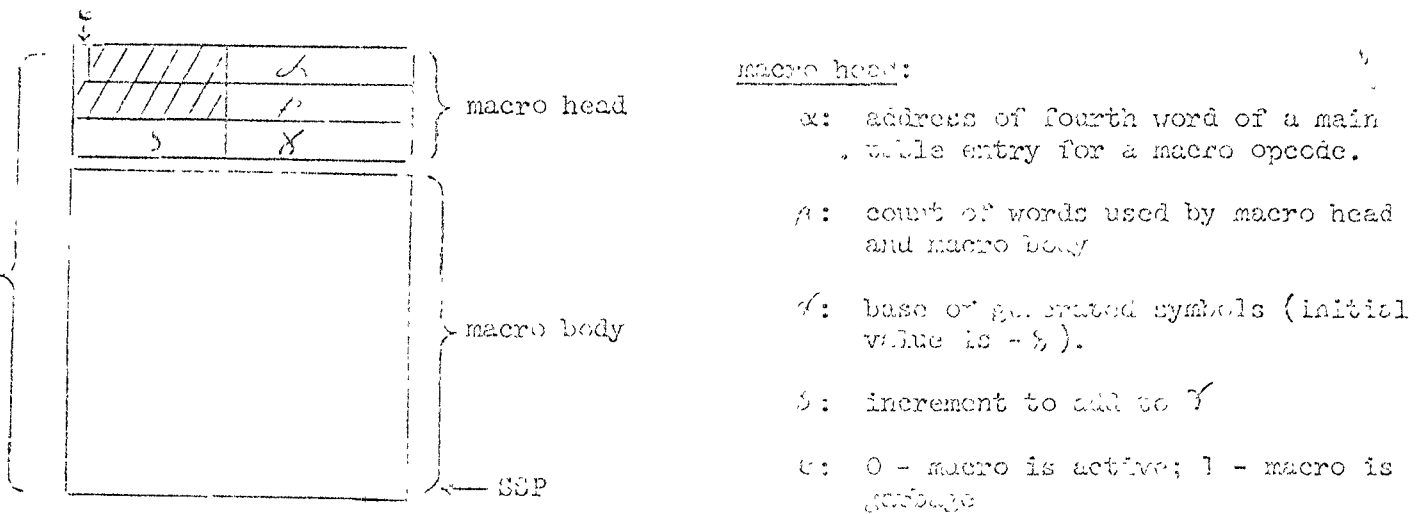 ε
α
macro head
β
δ γ
macro body
SSP
macro head:
α: address of fourth word of a main
table entry for a macro opcode.
β: count of words used by macro head
and macro body
γ: base of generated symbols (initial
value is - δ).
δ: increment to add to γ
ε: 0 - macro is active; 1 - macro is
garbage